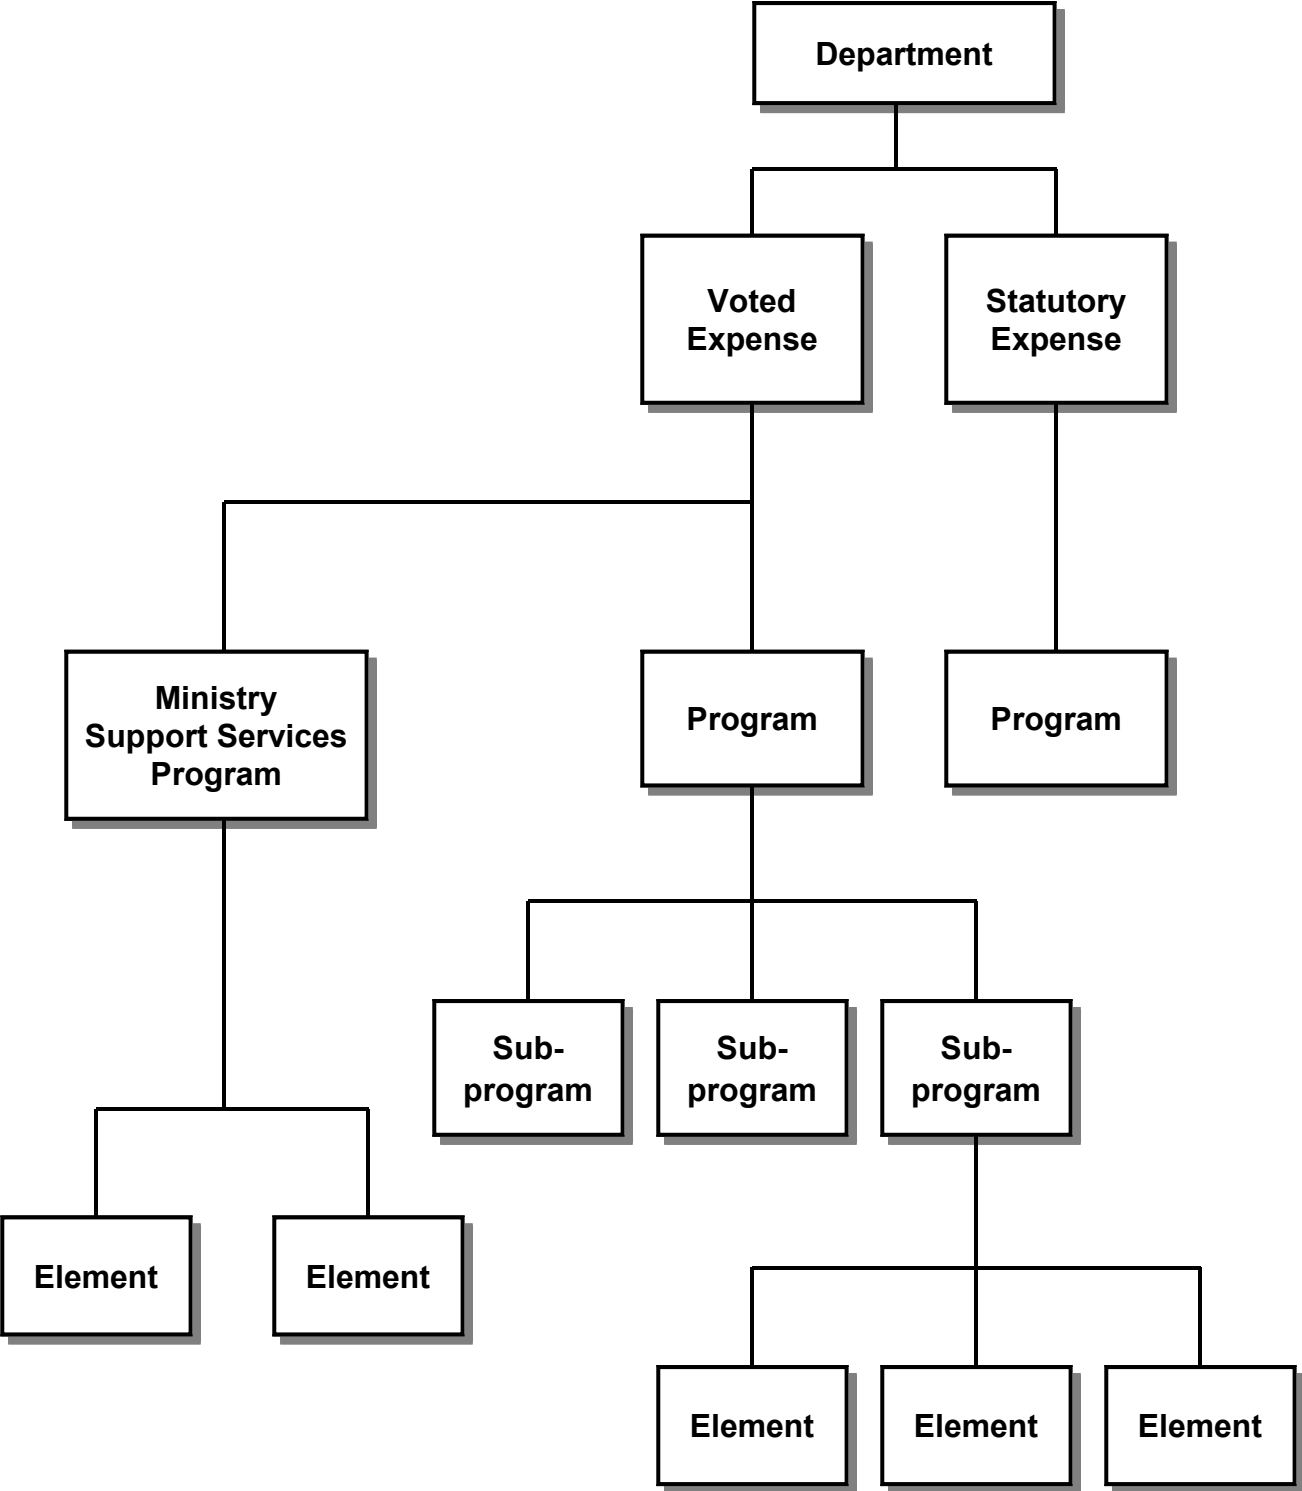 Department
Voted
Expense
Statutory
Expense
Ministry
Support Services
Program
Program
Program
Sub-
program
Sub-
program
Sub-
program
Element
Element
Element
Element
Element